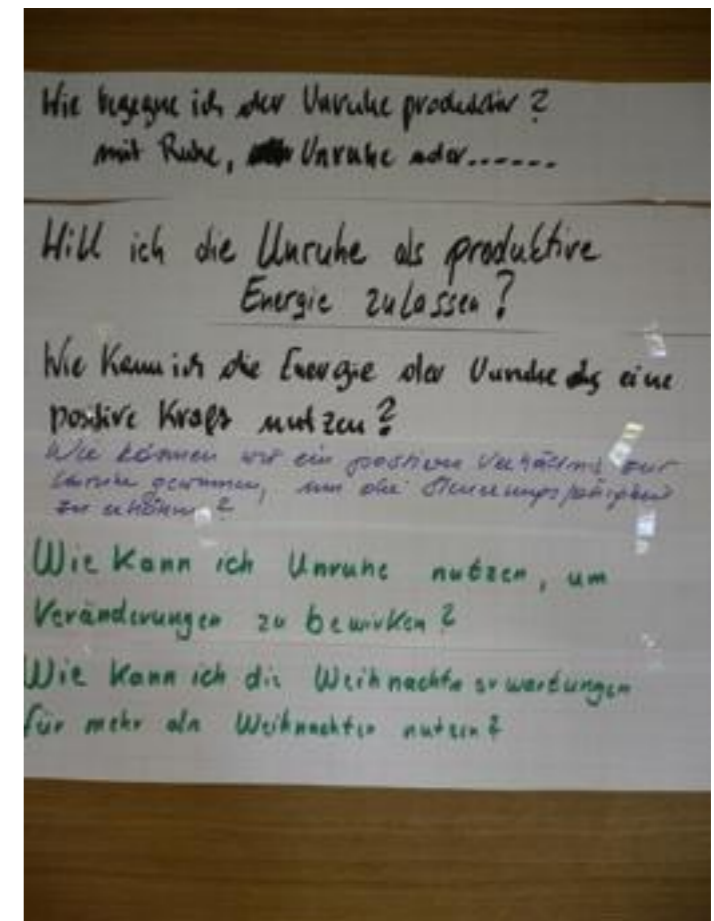 Wie begegne ich der Unruhe produktiv?
mit Ruhe, Unruhe oder......
Will ich die Unruhe als produktive
Energie zulassen?
Wie kann ich die Energie der Unruhe als eine
positive Kraft nutzen?
Wie können wir ein positives Verhältnis zur
Unruhe gewinnen, um die Steuerungsfähigkeit
zu erhöhen?
Wie kann ich Unruhe nutzen, um
Veränderungen zu bewirken?
Wie kann ich die Weihnachtserwartungen
für mehr als Weihnachten nutzen?